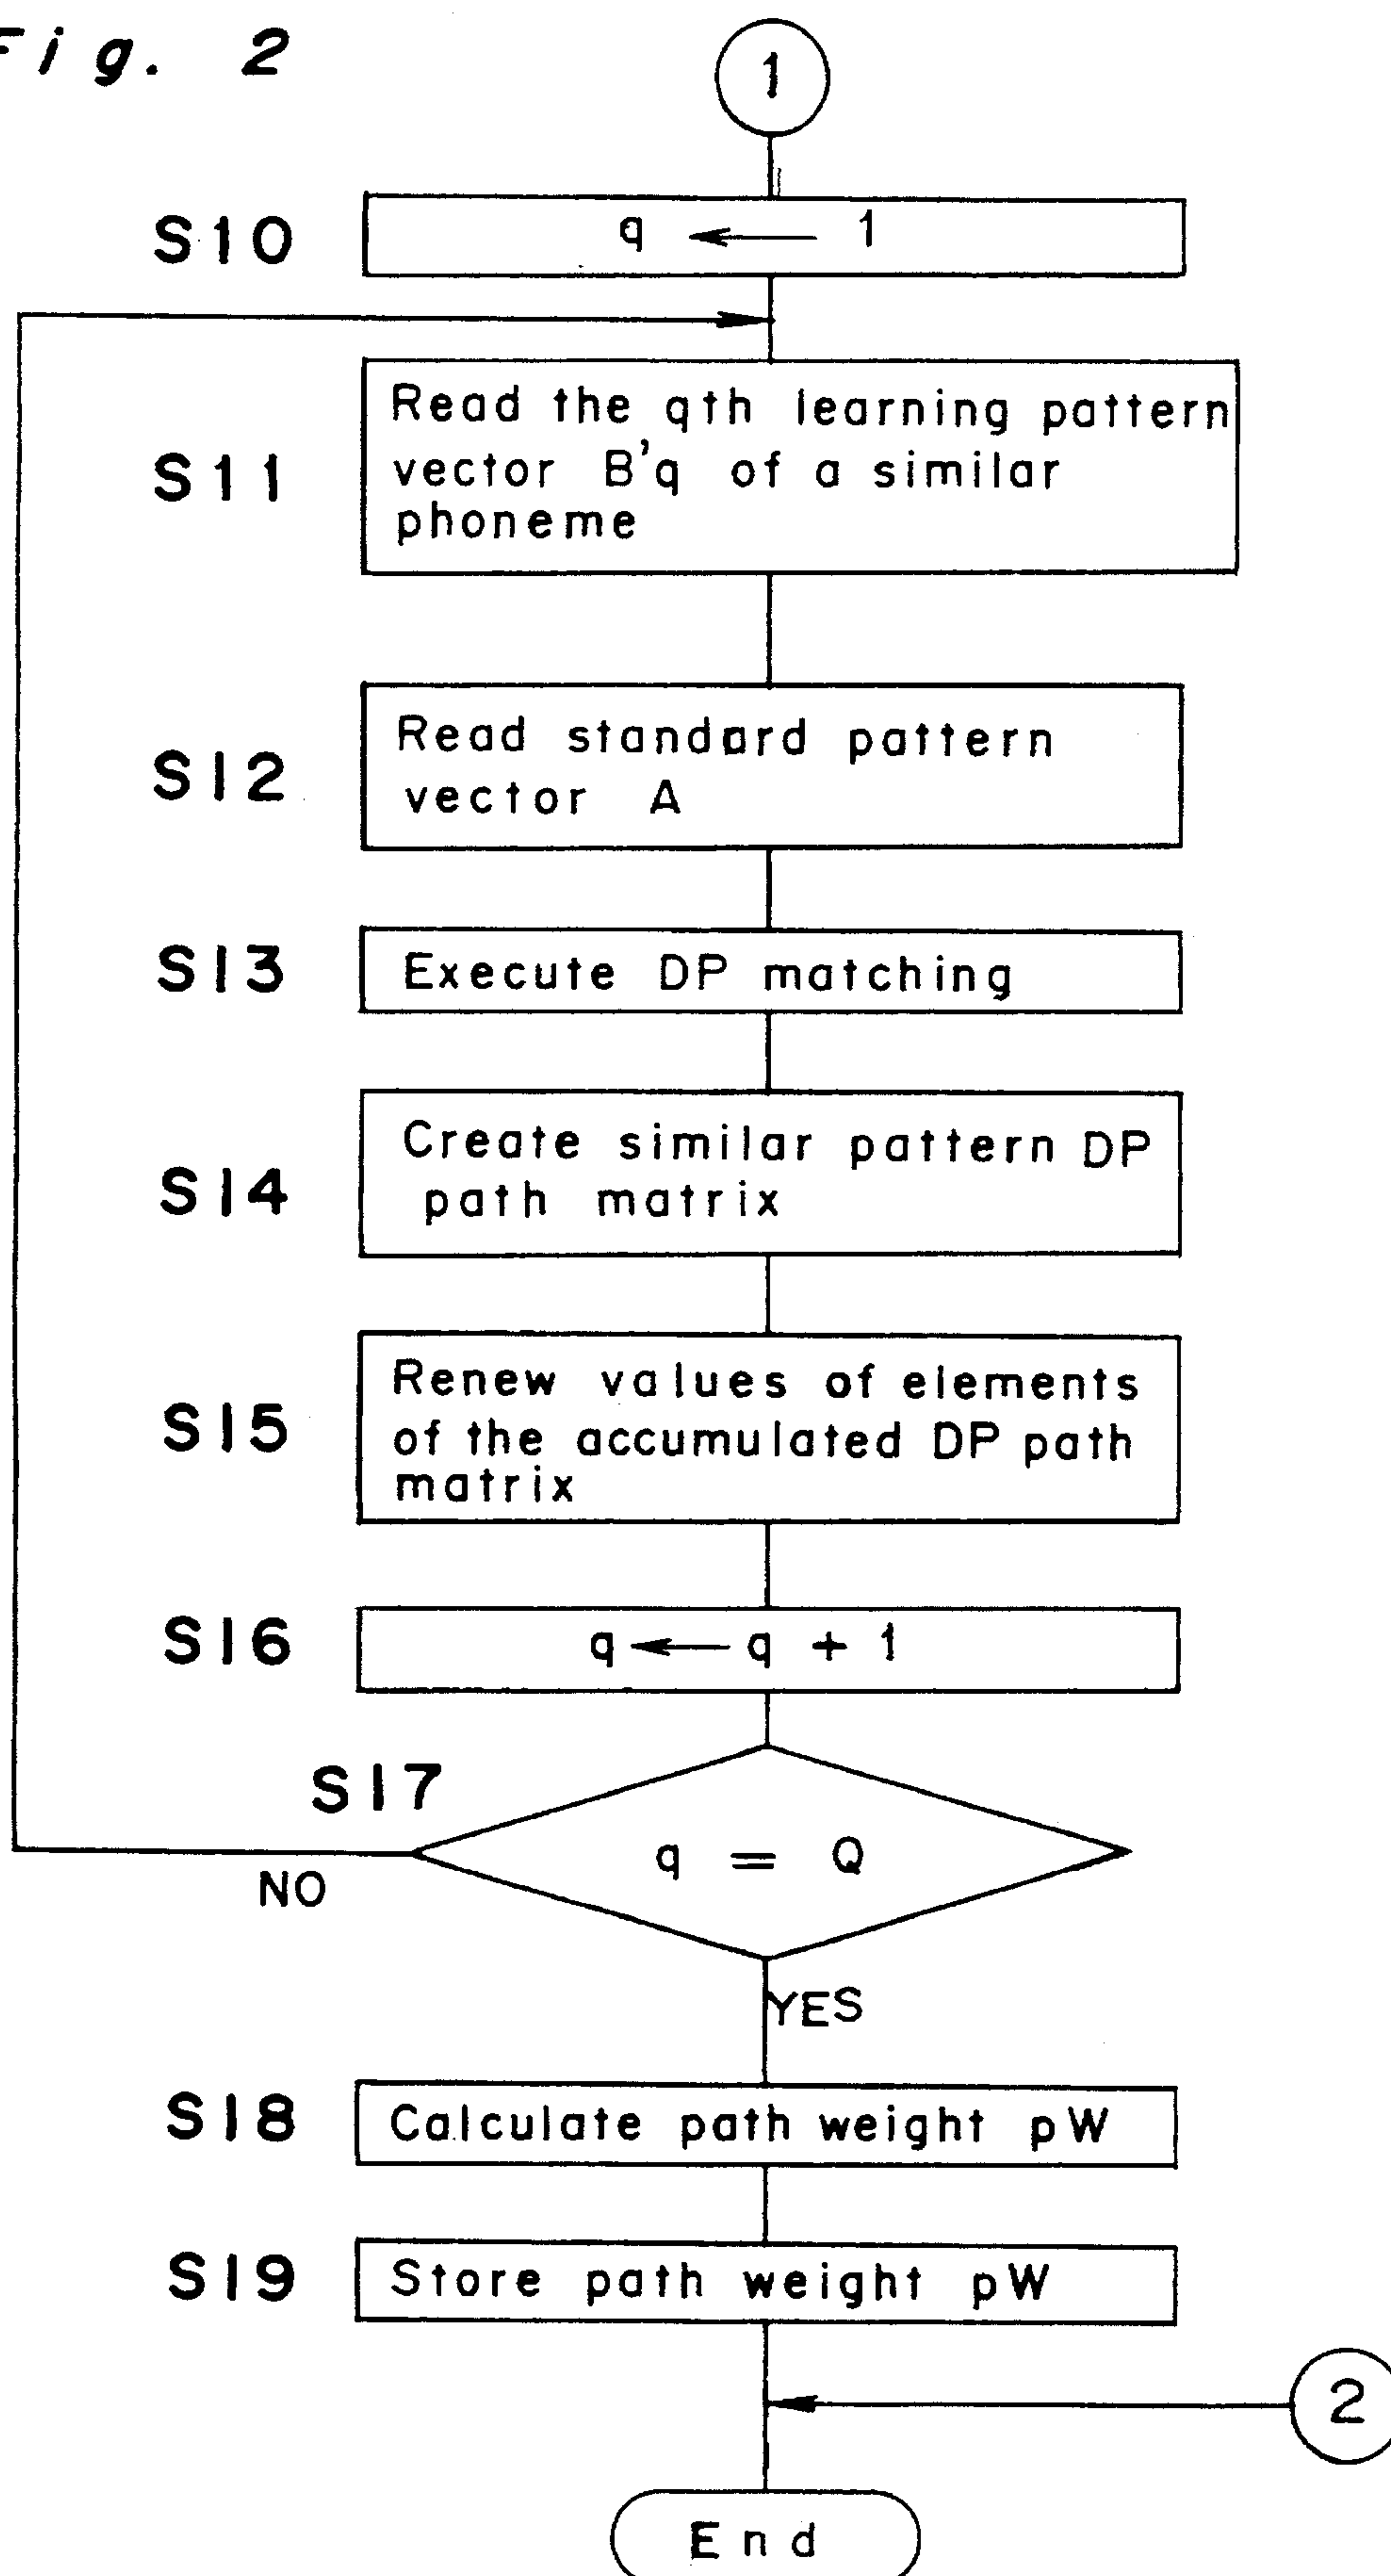 Fig. 2
1
S10
q ← 1
S11
Read the qth learning pattern
vector B'q of a similar
phoneme
S12
Read standard pattern
vector A
S13
Execute DP matching
S14
Create similar pattern DP
path matrix
S15
Renew values of elements
of the accumulated DP path
matrix
S16
q ← q + 1
S17
q = Q
NO
YES
S18
Calculate path weight pW
S19
Store path weight pW
2
End